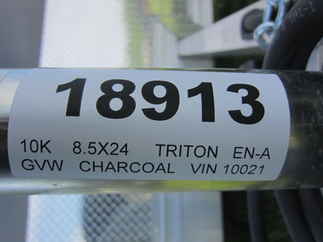 18913
10K 8.5X24 TRITON EN-A
GVW CHARCOAL VIN 10021